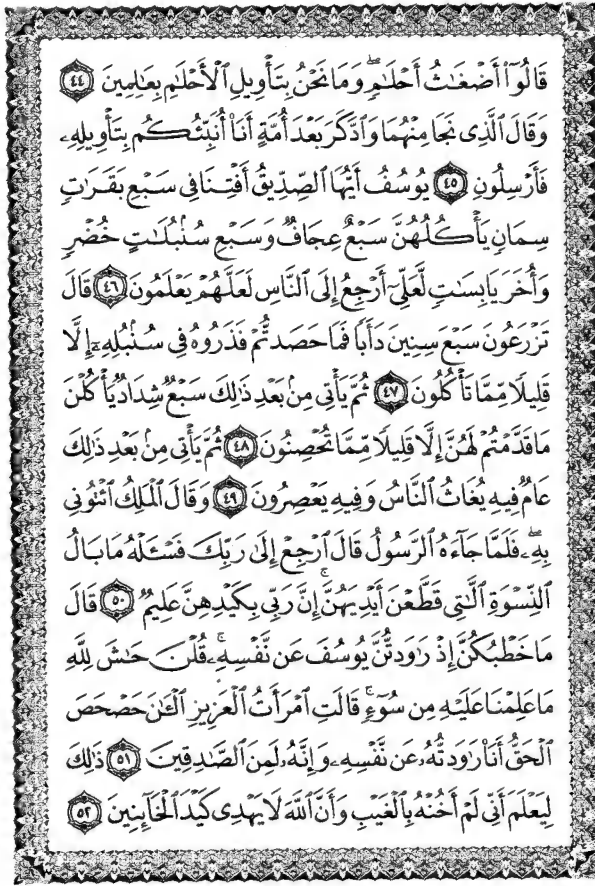 قَالُوٓا۟ أَضْغَٰثُ أَحْلَٰمٍۢ ۖ وَمَا نَحْنُ بِتَأْوِيلِ ٱلْأَحْلَٰمِ بِعَٰلِمِينَ ٤٤
وَقَالَ ٱلَّذِى نَجَا مِنْهُمَا وَٱدَّكَرَ بَعْدَ أُمَّةٍ أَنَا۠ أُنَبِّئُكُم بِتَأْوِيلِهِۦ
فَأَرْسِلُونِ ٤٥ يُوسُفُ أَيُّهَا ٱلصِّدِّيقُ أَفْتِنَا فِى سَبْعِ بَقَرَٰتٍۢ
سِمَانٍۢ يَأْكُلُهُنَّ سَبْعٌ عِجَافٌۭ وَسَبْعِ سُنۢبُلَٰتٍ خُضْرٍۢ
وَأُخَرَ يَابِسَٰتٍۢ لَّعَلِّىٓ أَرْجِعُ إِلَى ٱلنَّاسِ لَعَلَّهُمْ يَعْلَمُونَ ٤٦ قَالَ
تَزْرَعُونَ سَبْعَ سِنِينَ دَأَبًۭا فَمَا حَصَدتُّمْ فَذَرُوهُ فِى سُنۢبُلِهِۦٓ إِلَّا
قَلِيلًۭا مِّمَّا تَأْكُلُونَ ٤٧ ثُمَّ يَأْتِى مِنۢ بَعْدِ ذَٰلِكَ سَبْعٌۭ شِدَادٌۭ يَأْكُلْنَ
مَا قَدَّمْتُمْ لَهُنَّ إِلَّا قَلِيلًۭا مِّمَّا تُحْصِنُونَ ٤٨ ثُمَّ يَأْتِى مِنۢ بَعْدِ ذَٰلِكَ
عَامٌۭ فِيهِ يُغَاثُ ٱلنَّاسُ وَفِيهِ يَعْصِرُونَ ٤٩ وَقَالَ ٱلْمَلِكُ ٱئْتُونِى
بِهِۦ ۖ فَلَمَّا جَآءَهُ ٱلرَّسُولُ قَالَ ٱرْجِعْ إِلَىٰ رَبِّكَ فَسْـَٔلْهُ مَا بَالُ
ٱلنِّسْوَةِ ٱلَّٰتِى قَطَّعْنَ أَيْدِيَهُنَّ ۚ إِنَّ رَبِّى بِكَيْدِهِنَّ عَلِيمٌۭ ٥٠ قَالَ
مَا خَطْبُكُنَّ إِذْ رَٰوَدتُّنَّ يُوسُفَ عَن نَّفْسِهِۦ ۚ قُلْنَ حَٰشَ لِلَّهِ
مَا عَلِمْنَا عَلَيْهِ مِن سُوٓءٍۢ ۚ قَالَتِ ٱمْرَأَتُ ٱلْعَزِيزِ ٱلْـَٰٔنَ حَصْحَصَ
ٱلْحَقُّ أَنَا۠ رَٰوَدتُّهُۥ عَن نَّفْسِهِۦ وَإِنَّهُۥ لَمِنَ ٱلصَّٰدِقِينَ ٥١ ذَٰلِكَ
لِيَعْلَمَ أَنِّى لَمْ أَخُنْهُ بِٱلْغَيْبِ وَأَنَّ ٱللَّهَ لَا يَهْدِى كَيْدَ ٱلْخَآئِنِينَ ٥٢